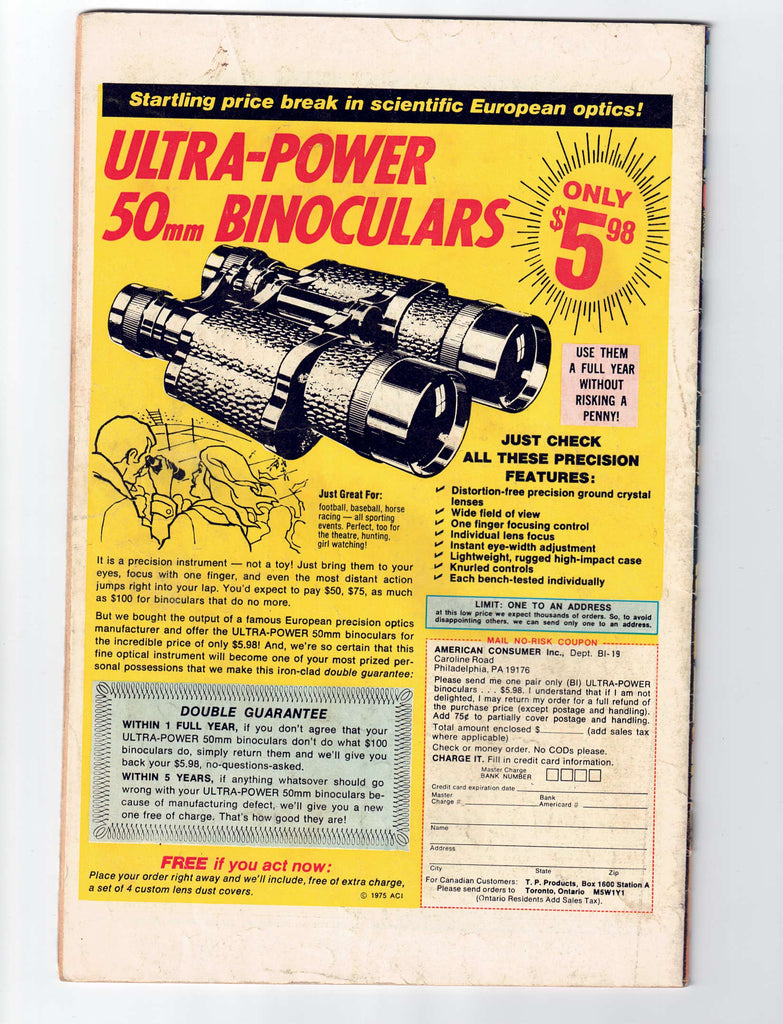 Startling price break in scientific European optics!
ULTRA-POWER
50mm BINOCULARS
ONLY
$5 98
USE THEM
A FULL YEAR
WITHOUT
RISKING A
PENNY!
JUST CHECK
ALL THESE PRECISION
FEATURES:
Distortion-free precision ground crystal
lenses
Wide field of view
One finger focusing control
Individual lens focus
Instant eye-width adjustment
Lightweight, rugged high-impact case
Knurled controls
Each bench-tested individually
Just Great For:
football, baseball, horse
racing — all sporting
events. Perfect, too for
the theatre, hunting,
girl watching!
It is a precision instrument — not a toy! Just bring them to your
eyes, focus with one finger, and even the most distant action
jumps right into your lap. You'd expect to pay $50, $75, as much
as $100 for binoculars that do no more.
But we bought the output of a famous European precision optics
manufacturer and offer the ULTRA-POWER 50mm binoculars for
the incredible price of only $5.98! And, we're so certain that this
fine optical instrument will become one of your most prized per-
sonal possessions that we make this iron-clad double guarantee:
DOUBLE GUARANTEE
WITHIN 1 FULL YEAR, if you don't agree that your
ULTRA-POWER 50mm binoculars don't do what $100
binoculars do, simply return them and we'll give you
back your $5.98, no-questions-asked.
WITHIN 5 YEARS, if anything whatsover should go
wrong with your ULTRA-POWER 50mm binoculars be-
cause of manufacturing defect, we'll give you a new
one free of charge. That's how good they are!
FREE if you act now:
Place your order right away and we'll include, free of extra charge,
a set of 4 custom lens dust covers.
© 1975 ACI
LIMIT: ONE TO AN ADDRESS
at this low price we expect thousands of orders. So, to avoid
disappointing others, we can send only one to an address.
MAIL NO-RISK COUPON
AMERICAN CONSUMER Inc., Dept. BI-19
Caroline Road
Philadelphia, PA 19176
Please send me one pair only (BI) ULTRA-POWER
binoculars . . . $5.98. I understand that if I am not
delighted, I may return my order for a full refund of
the purchase price (except postage and handling).
Add 75¢ to partially cover postage and handling.
Total amount enclosed $________ (add sales tax
where applicable)
Check or money order. No CODs please.
CHARGE IT. Fill in credit card information.
Master Charge
BANK NUMBER
Credit card expiration date
Master
Charge #
Bank
Americard #
Name
Address
City State Zip
For Canadian Customers: T. P. Products, Box 1600 Station A
Please send orders to Toronto, Ontario M5W1Y1
(Ontario Residents Add Sales Tax).